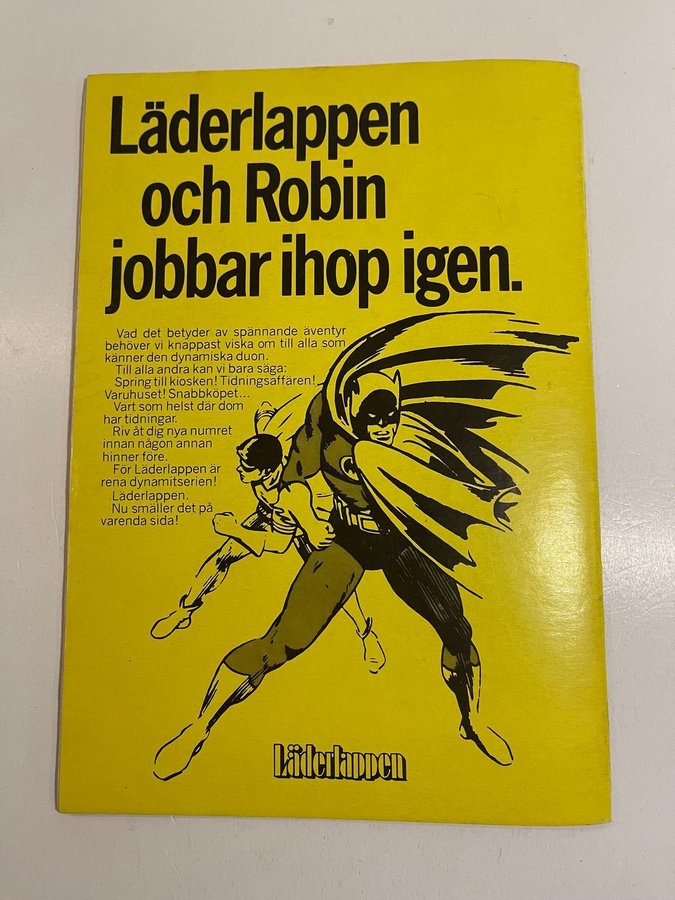 Läderlappen
och Robin
jobbar ihop igen.
Vad det betyder av spännande äventyr
behöver vi knappast viska om till alla som
känner den dynamiska duon.
Till alla andra kan vi bara säga:
Spring till kiosken! Tidningsaffären!
Varuhuset! Snabbköpet...
Vart som helst där dom
har tidningar.
Riv åt dig nya numret
innan någon annan
hinner före.
För Läderlappen är
rena dynamitserien!
Läderlappen.
Nu smäller det på
varenda sida!
Läderlappen